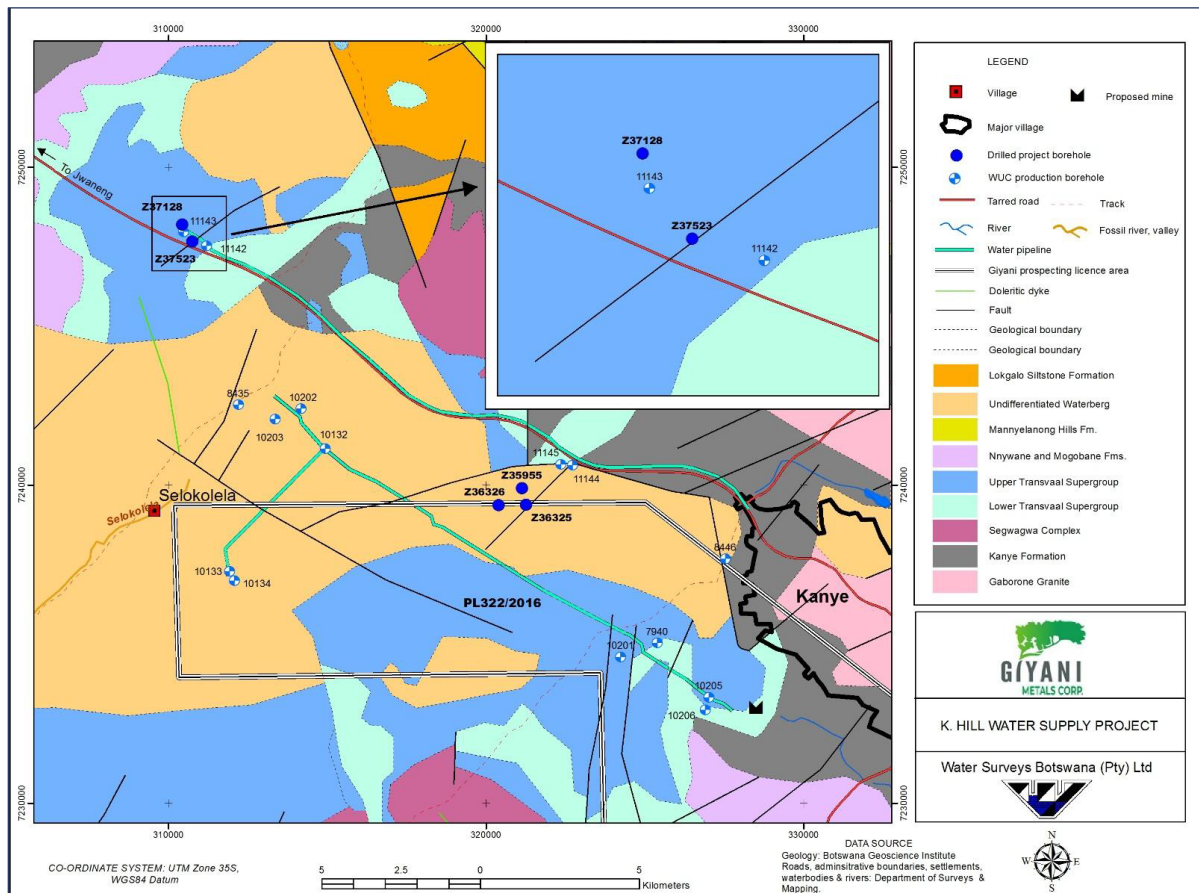 310000
320000
330000
7250000
7250000
7240000
7240000
7230000
7230000
310000
320000
330000
To Jwaneng
Z37128
11143
11142
Z37523
Z37128
11143
Z37523
11142
8435
10202
10203
10132
11145
11144
Z35955
Z36326
Z36325
Selokolela
Selokolela
10133
10134
8446
Kanye
PL322/2016
7940
10201
10205
10206
LEGEND
Village
Proposed mine
Major village
Drilled project borehole
WUC production borehole
Tarred road
Track
River
Fossil river, valley
Water pipeline
Giyani prospecting licence area
Doleritic dyke
Fault
Geological boundary
Geological boundary
Lokgalo Siltstone Formation
Undifferentiated Waterberg
Mannyelanong Hills Fm.
Nnywane and Mogobane Fms.
Upper Transvaal Supergroup
Lower Transvaal Supergroup
Segwagwa Complex
Kanye Formation
Gaborone Granite
GIYANI
METALS CORP.
K. HILL WATER SUPPLY PROJECT
Water Surveys Botswana (Pty) Ltd
CO-ORDINATE SYSTEM: UTM Zone 35S,
WGS84 Datum
5 2.5 0 5
Kilometers
DATA SOURCE
Geology: Botswana Geoscience Institute
Roads, adminsitrative boundaries, settlements,
waterbodies & rivers: Department of Surveys &
Mapping.
N
W E
S